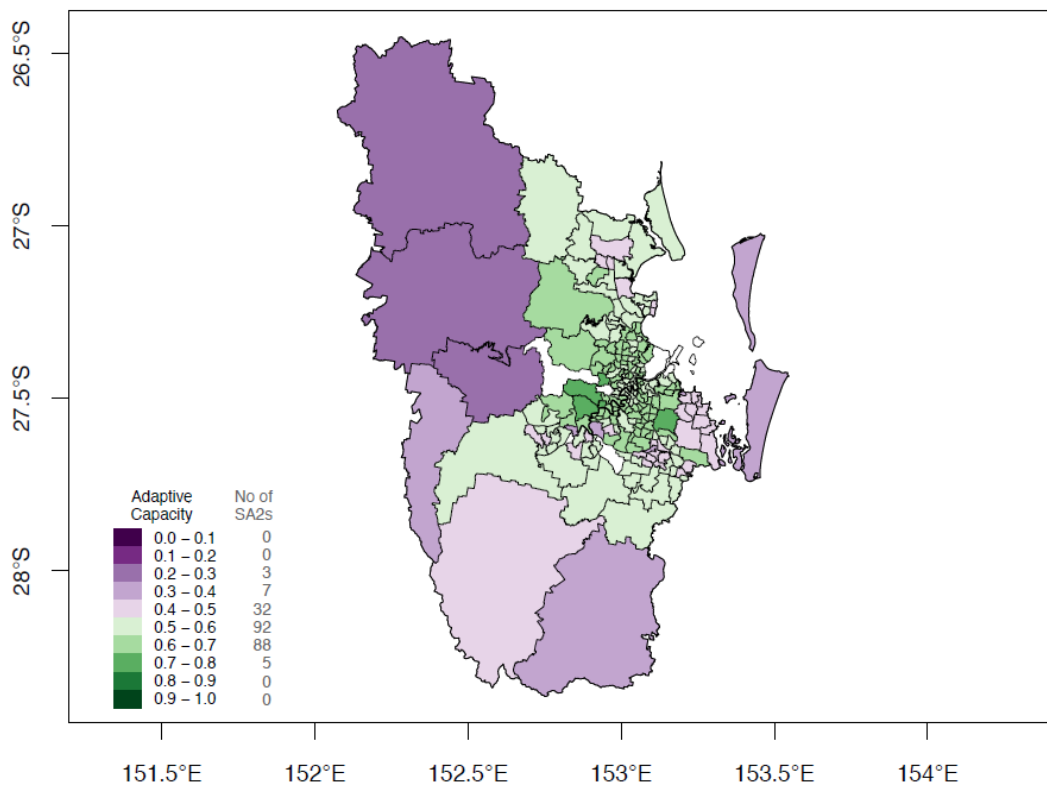 26.5°S
27°S
27.5°S
28°S
Adaptive Capacity No of SA2s
0.0 – 0.1 0
0.1 – 0.2 0
0.2 – 0.3 3
0.3 – 0.4 7
0.4 – 0.5 32
0.5 – 0.6 92
0.6 – 0.7 88
0.7 – 0.8 5
0.8 – 0.9 0
0.9 – 1.0 0
151.5°E 152°E 152.5°E 153°E 153.5°E 154°E